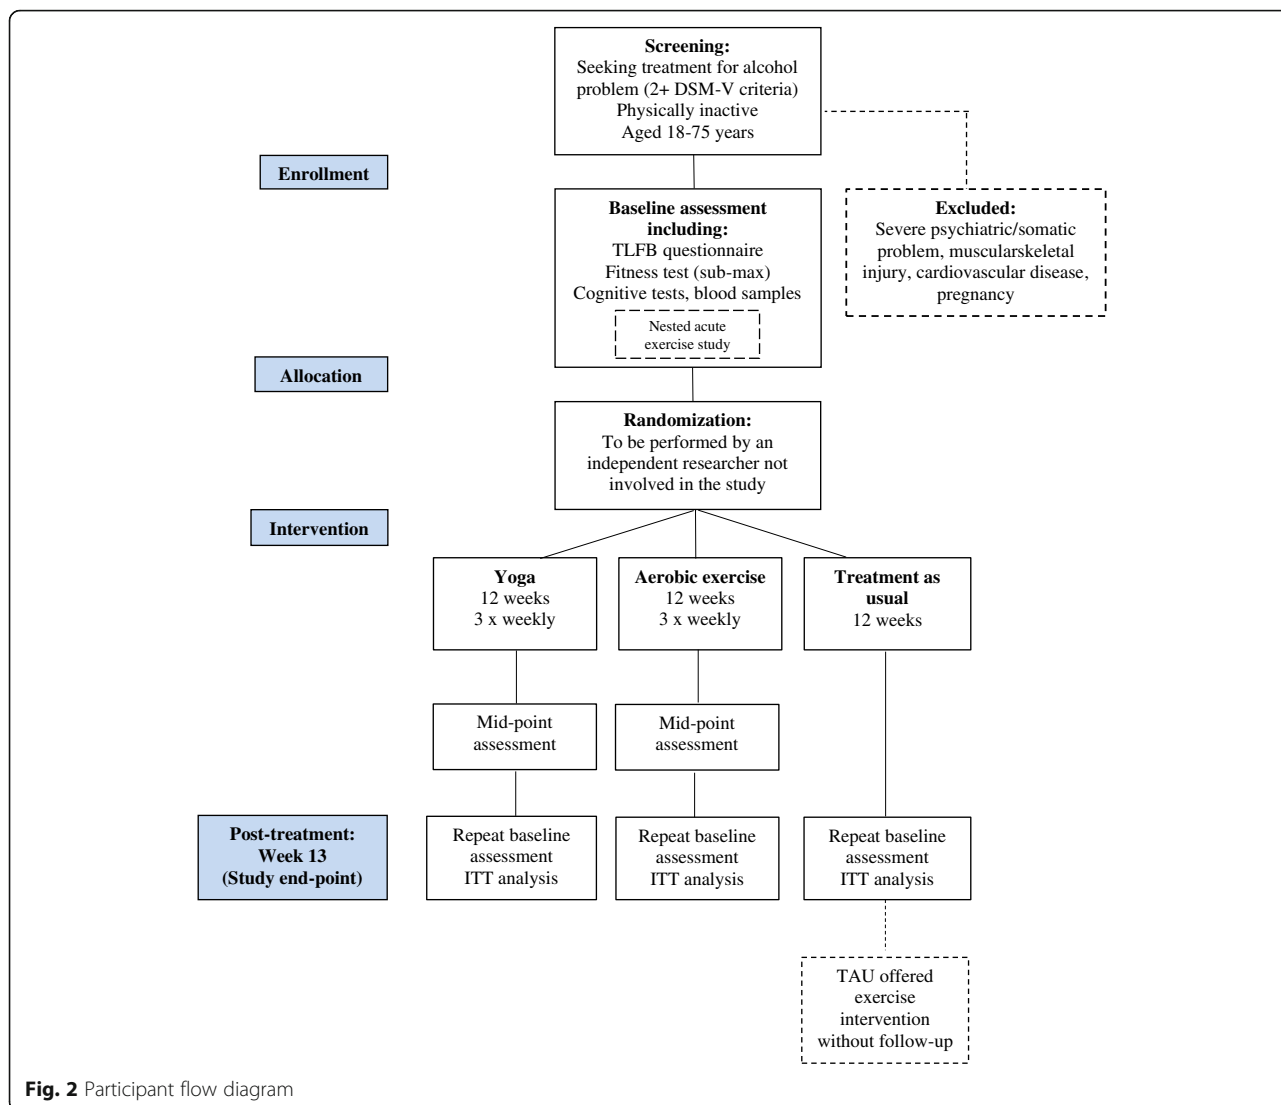 Screening:
Seeking treatment for alcohol
problem (2+ DSM-V criteria)
Physically inactive
Aged 18-75 years
Enrollment
Baseline assessment
including:
TLFB questionnaire
Fitness test (sub-max)
Cognitive tests, blood samples
Nested acute
exercise study
Excluded:
Severe psychiatric/somatic
problem, muscularskeletal
injury, cardiovascular disease,
pregnancy
Allocation
Randomization:
To be performed by an
independent researcher not
involved in the study
Intervention
Yoga
12 weeks
3 x weekly
Aerobic exercise
12 weeks
3 x weekly
Treatment as
usual
12 weeks
Mid-point
assessment
Mid-point
assessment
Post-treatment:
Week 13
(Study end-point)
Repeat baseline
assessment
ITT analysis
Repeat baseline
assessment
ITT analysis
Repeat baseline
assessment
ITT analysis
TAU offered
exercise
intervention
without follow-up
Fig. 2 Participant flow diagram